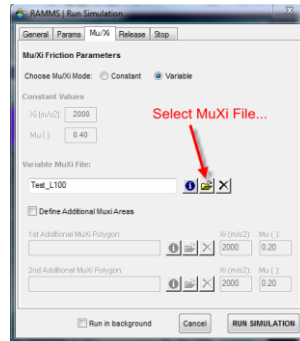 RAMMS | Run Simulation
General Params Mu/Xi Release Stop
Mu/Xi Friction Parameters
Choose Mu/Xi Mode: Constant Variable
Constant Values
Xi (m/s2): 2000
Select MuXi File...
Mu ( ): 0.40
Variable MuXi File:
Test_L100
Define Additional Muxi Areas
1st Additional MuXi Polygon: Xi (m/s2) Mu ( ):
2000 0.20
2nd Additional MuXi Polygon: Xi (m/s2) Mu ( ):
2000 0.20
Run in background Cancel RUN SIMULATION